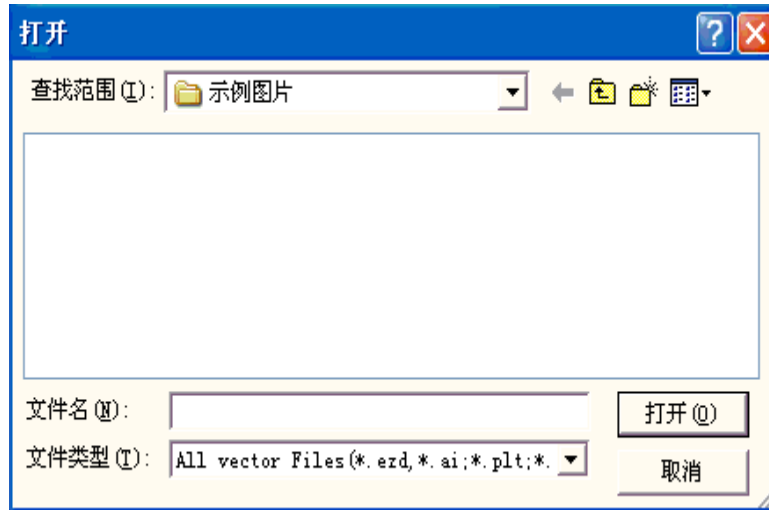 打开
查找范围(I): 示例图片
文件名(N):
打开(O)
文件类型(T): All vector Files(*.ezd,*.ai;*.plt;*.
取消